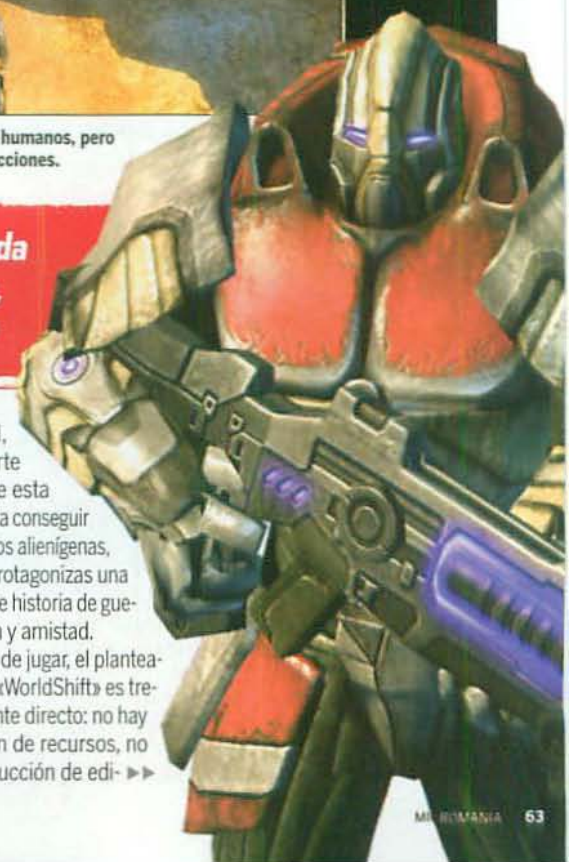 humanos, pero
cciones.
da
rte
e esta
a conseguir
os alienígenas,
rotagonizas una
e historia de gue-
a y amistad.
de jugar, el plantea-
«WorldShift» es tre-
nte directo: no hay
n de recursos, no
ucción de edi- ►►
63